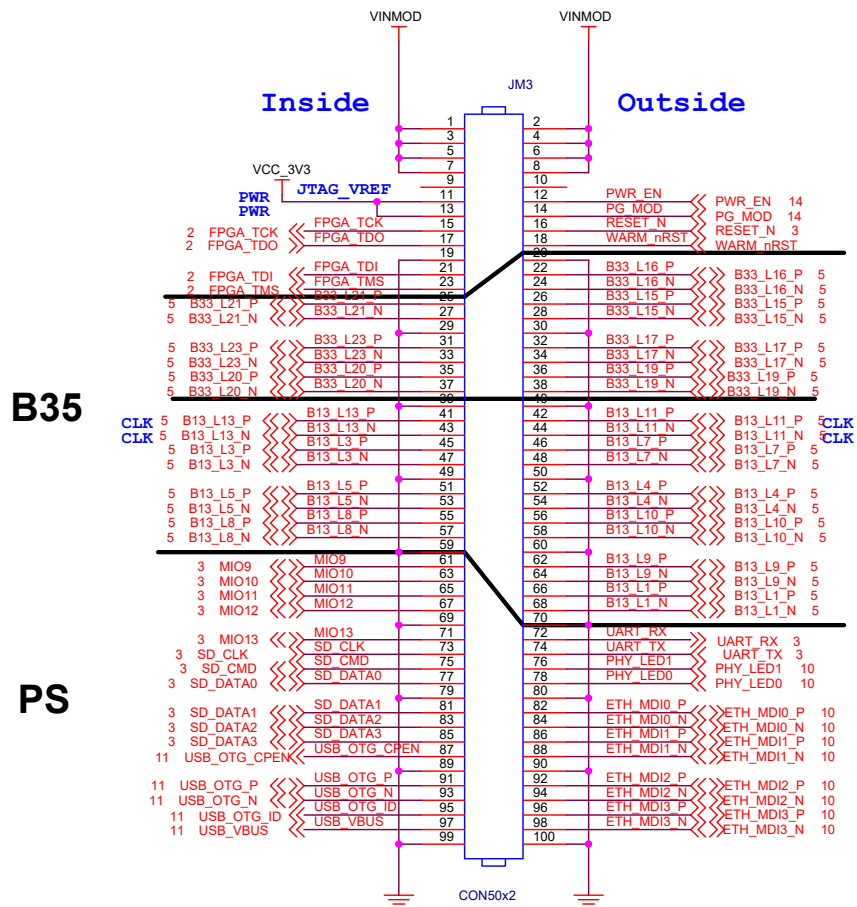 VINMOD VINMOD
JM3
Inside Outside
1 2
3 4
5 6
7 8
VCC_3V3
9 10
JTAG_VREF
PWR 11 12 PWR_EN PWR_EN 14
PWR 13 14 PG_MOD PG_MOD 14
FPGA_TCK 15 16 RESET_N RESET_N 3
2 FPGA_TCK
2 FPGA_TDO FPGA_TDO 17 18 WARM_nRST WARM_nRST
19 20
2 FPGA_TDI FPGA_TDI 21 22 B33_L16_P B33_L16_P 5
2 FPGA_TMS FPGA_TMS 23 24 B33_L16_N B33_L16_N 5
5 B33_L21_P B33_L21_P 25 26 B33_L15_P B33_L15_P 5
5 B33_L21_N B33_L21_N 27 28 B33_L15_N B33_L15_N 5
29 30
5 B33_L23_P B33_L23_P 31 32 B33_L17_P B33_L17_P 5
5 B33_L23_N B33_L23_N 33 34 B33_L17_N B33_L17_N 5
5 B33_L20_P B33_L20_P 35 36 B33_L19_P B33_L19_P 5
5 B33_L20_N B33_L20_N 37 38 B33_L19_N B33_L19_N 5
B35
39 40
CLK 5 B13_L13_P B13_L13_P 41 42 B13_L11_P B13_L11_P 5 CLK
CLK 5 B13_L13_N B13_L13_N 43 44 B13_L11_N B13_L11_N 5 CLK
5 B13_L3_P B13_L3_P 45 46 B13_L7_P B13_L7_P 5
5 B13_L3_N B13_L3_N 47 48 B13_L7_N B13_L7_N 5
49 50
5 B13_L5_P B13_L5_P 51 52 B13_L4_P B13_L4_P 5
5 B13_L5_N B13_L5_N 53 54 B13_L4_N B13_L4_N 5
5 B13_L8_P B13_L8_P 55 56 B13_L10_P B13_L10_P 5
5 B13_L8_N B13_L8_N 57 58 B13_L10_N B13_L10_N 5
59 60
3 MIO9 MIO9 61 62 B13_L9_P B13_L9_P 5
3 MIO10 MIO10 63 64 B13_L9_N B13_L9_N 5
3 MIO11 MIO11 65 66 B13_L1_P B13_L1_P 5
3 MIO12 MIO12 67 68 B13_L1_N B13_L1_N 5
69 70
3 MIO13 MIO13 71 72 UART_RX UART_RX 3
3 SD_CLK SD_CLK 73 74 UART_TX UART_TX 3
3 SD_CMD SD_CMD 75 76 PHY_LED1 PHY_LED1 10
3 SD_DATA0 SD_DATA0 77 78 PHY_LED0 PHY_LED0 10
PS
79 80
3 SD_DATA1 SD_DATA1 81 82 ETH_MDI0_P ETH_MDI0_P 10
3 SD_DATA2 SD_DATA2 83 84 ETH_MDI0_N ETH_MDI0_N 10
3 SD_DATA3 SD_DATA3 85 86 ETH_MDI1_P ETH_MDI1_P 10
11 USB_OTG_CPEN USB_OTG_CPEN 87 88 ETH_MDI1_N ETH_MDI1_N 10
89 90
11 USB_OTG_P USB_OTG_P 91 92 ETH_MDI2_P ETH_MDI2_P 10
11 USB_OTG_N USB_OTG_N 93 94 ETH_MDI2_N ETH_MDI2_N 10
11 USB_OTG_ID USB_OTG_ID 95 96 ETH_MDI3_P ETH_MDI3_P 10
11 USB_VBUS USB_VBUS 97 98 ETH_MDI3_N ETH_MDI3_N 10
99 100
CON50x2